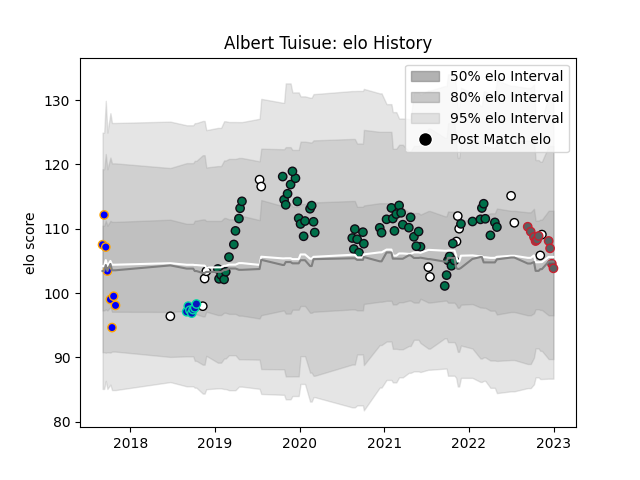 Albert Tuisue: elo History
50% elo Interval
80% elo Interval
95% elo Interval
Post Match elo
elo score
130
120
110
100
90
80
2018
2019
2020
2021
2022
2023